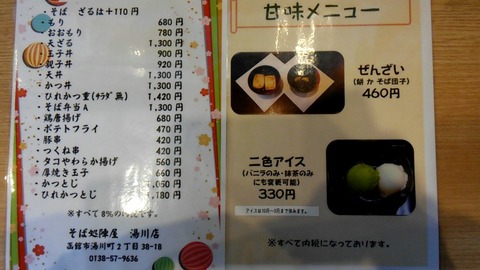 ・そば ざるは+110円
もり 680円
・おおもり 780円
・天ざる 1,300円
・玉子丼 900円
・親子丼 920円
・天丼 1,300円
・かつ丼 1,300円
・ひれかつ重(ｻﾗﾀﾞ無) 1,420円
・そば弁当A 1,300円
・鶏唐揚げ 680円
・ポテトフライ 470円
・豚串 420円
・つくね串 420円
・タコやわらか揚げ 560円
・厚焼き玉子 660円
・かつとじ 1,050円
・ひれかつとじ 1,180円
※すべて8%の
そば処陣屋 湯川店
函館市湯川町2丁目38-18
0138-57-9636
甘味メニュー
ぜんざい
(餅 か そば団子)
460円
二色アイス
(バニラのみ・抹茶のみ
にも変更可能)
330円
※すべて内税になっております。